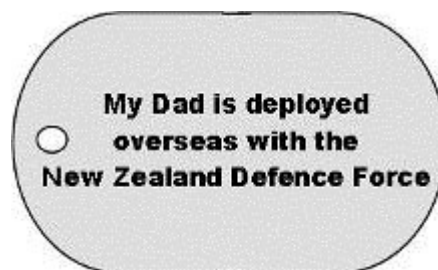 My Dad is deployed
overseas with the
New Zealand Defence Force